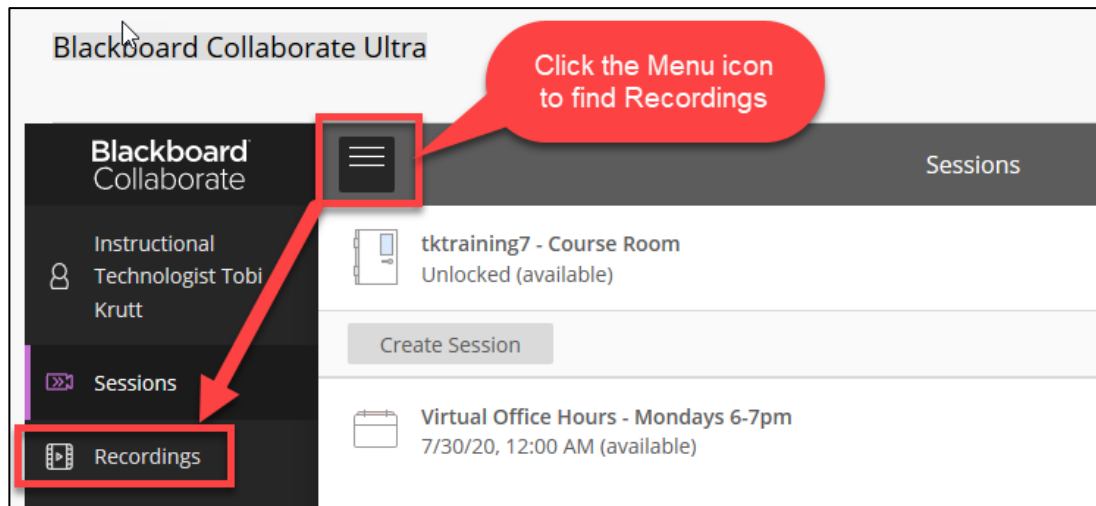 Blackboard Collaborate Ultra
Click the Menu icon
to find Recordings
Blackboard
Collaborate
Sessions
Instructional
Technologist Tobi
Krutt
Sessions
Recordings
tktraining7 - Course Room
Unlocked (available)
Create Session
Virtual Office Hours - Mondays 6-7pm
7/30/20, 12:00 AM (available)